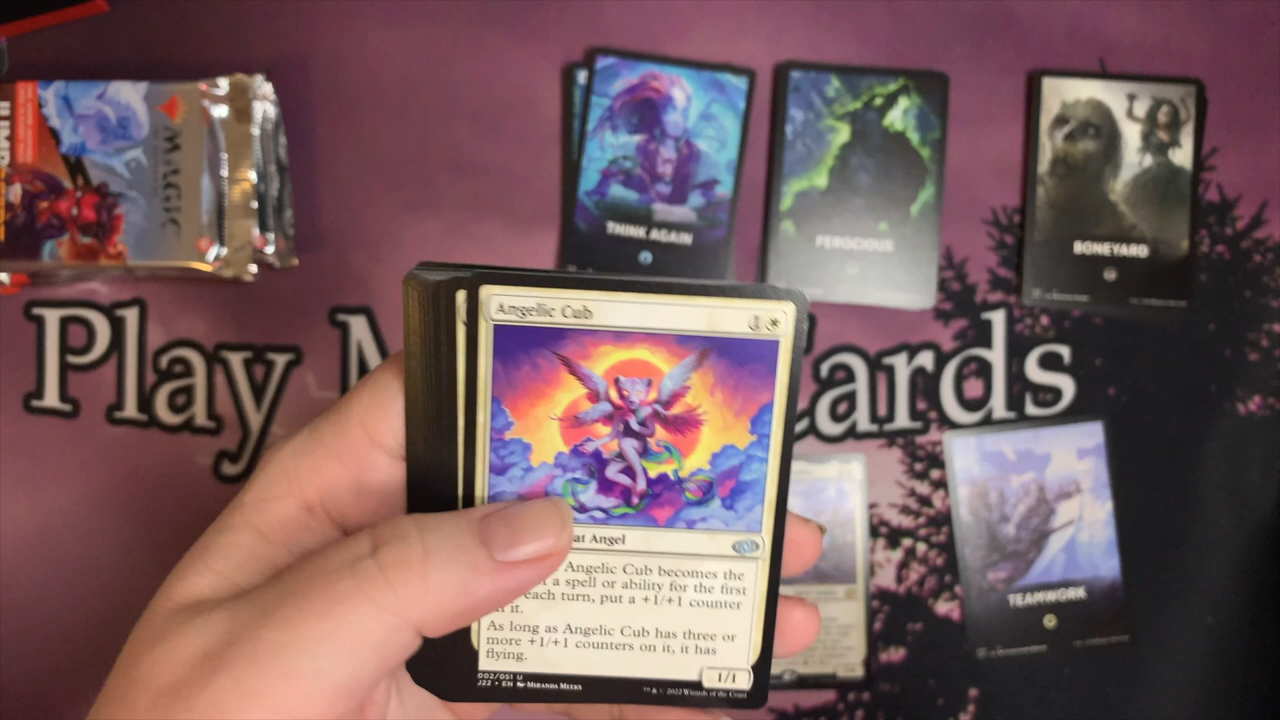 MAGIC
THINK AGAIN
FEROCIOUS
BONEYARD
Play M
ards
Angelic Cub
1
at Angel
Angelic Cub becomes the
a spell or ability for the first
each turn, put a +1/+1 counter
on it.
As long as Angelic Cub has three or
more +1/+1 counters on it, it has
flying.
1/1
002/051 U
J22 • EN Miranda Meeks
™ & © 2022 Wizards of the Coast
TEAMWORK